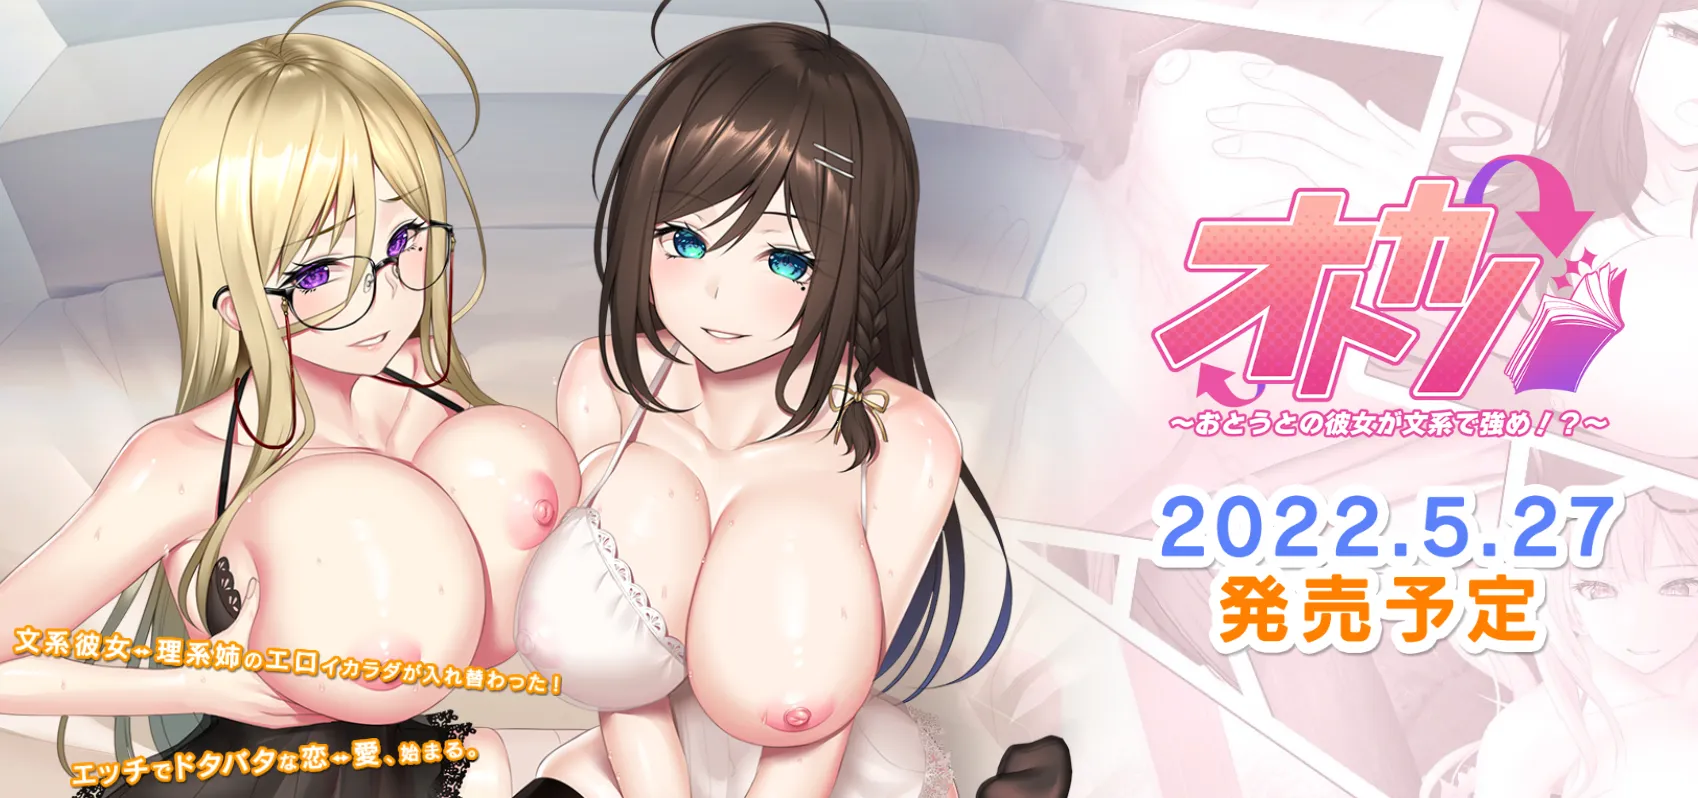 オトカノ
～おとうとの彼女が文系で強め！？～
2022.5.27
発売予定
文系彼女↔理系姉のエロイカラダが入れ替わった！
エッチでドタバタな恋↔愛、始まる。